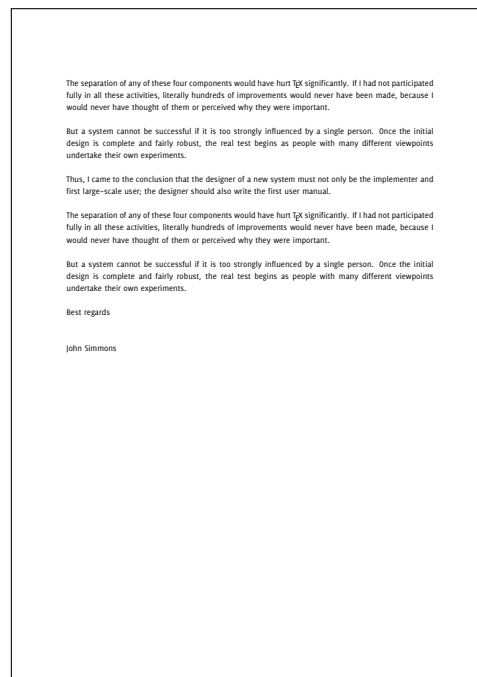 The separation of any of these four components would have hurt TEX significantly. If I had not participated
fully in all these activities, literally hundreds of improvements would never have been made, because I
would never have thought of them or perceived why they were important.
But a system cannot be successful if it is too strongly influenced by a single person. Once the initial
design is complete and fairly robust, the real test begins as people with many different viewpoints
undertake their own experiments.
Thus, I came to the conclusion that the designer of a new system must not only be the implementer and
first large-scale user; the designer should also write the first user manual.
The separation of any of these four components would have hurt TEX significantly. If I had not participated
fully in all these activities, literally hundreds of improvements would never have been made, because I
would never have thought of them or perceived why they were important.
But a system cannot be successful if it is too strongly influenced by a single person. Once the initial
design is complete and fairly robust, the real test begins as people with many different viewpoints
undertake their own experiments.
Best regards
John Simmons